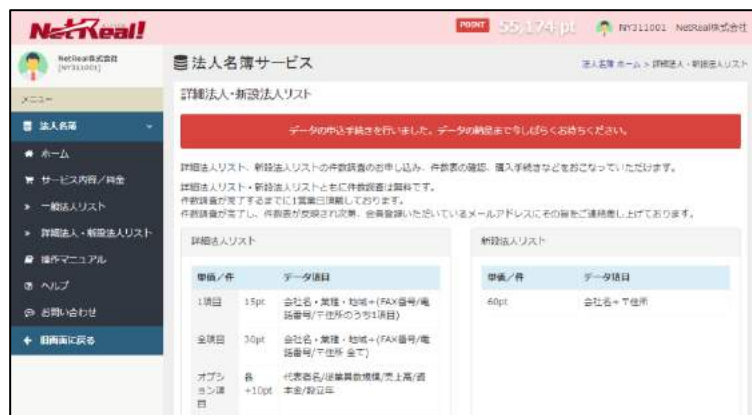 NetReal!
POINT 55,174 pt NY311001 NetReal株式会社
NetReal株式会社
[NY311001]
法人名簿サービス
法人名簿 ホーム > 詳細法人・新設法人リスト
メニュー
詳細法人・新設法人リスト
法人名簿
データの申込手続きを行いました。データの納品まで今しばらくお待ちください。
ホーム
サービス内容/料金
一般法人リスト
詳細法人・新設法人リスト
操作マニュアル
ヘルプ
お問い合わせ
旧画面に戻る
詳細法人リスト、新設法人リストの件数調査のお申し込み、件数表の確認、購入手続きなどをおこなっていただけます。
詳細法人リスト・新設法人リストともに件数調査は無料です。
件数調査が完了するまでに1営業日頂戴しております。
件数調査が完了し、件数表が反映され次第、会員登録いただいているメールアドレスにその旨をご連絡差し上げております。
詳細法人リスト
単価/件 データ項目
1項目 15pt 会社名・業種・地域+(FAX番号/電
話番号/〒住所のうち1項目)
全項目 30pt 会社名・業種・地域+(FAX番号/電
話番号/〒住所 全て)
オプシ
ョン項
目
各
+10pt
代表者名/従業員数規模/売上高/資
本金/設立年
新設法人リスト
単価/件 データ項目
60pt 会社名+〒住所